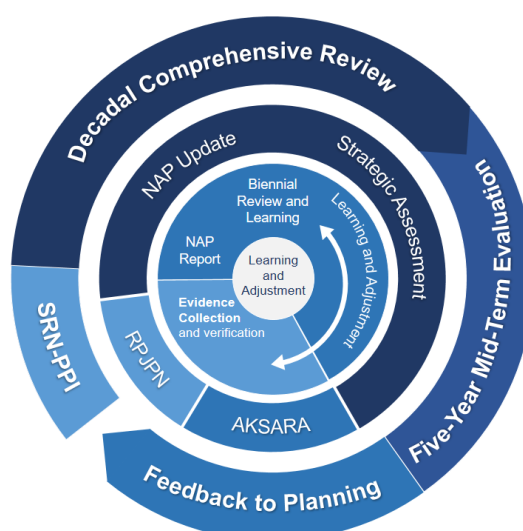 Decadal Comprehensive Review
Five-Year Mid-Term Evaluation
Feedback to Planning
SRN-PPI
NAP Update
Strategic Assessment
AKSARA
RPJPN
Biennial
Review and
Learning
Learning and Adjustment
NAP
Report
Learning
and
Adjustment
Evidence
Collection
and verification